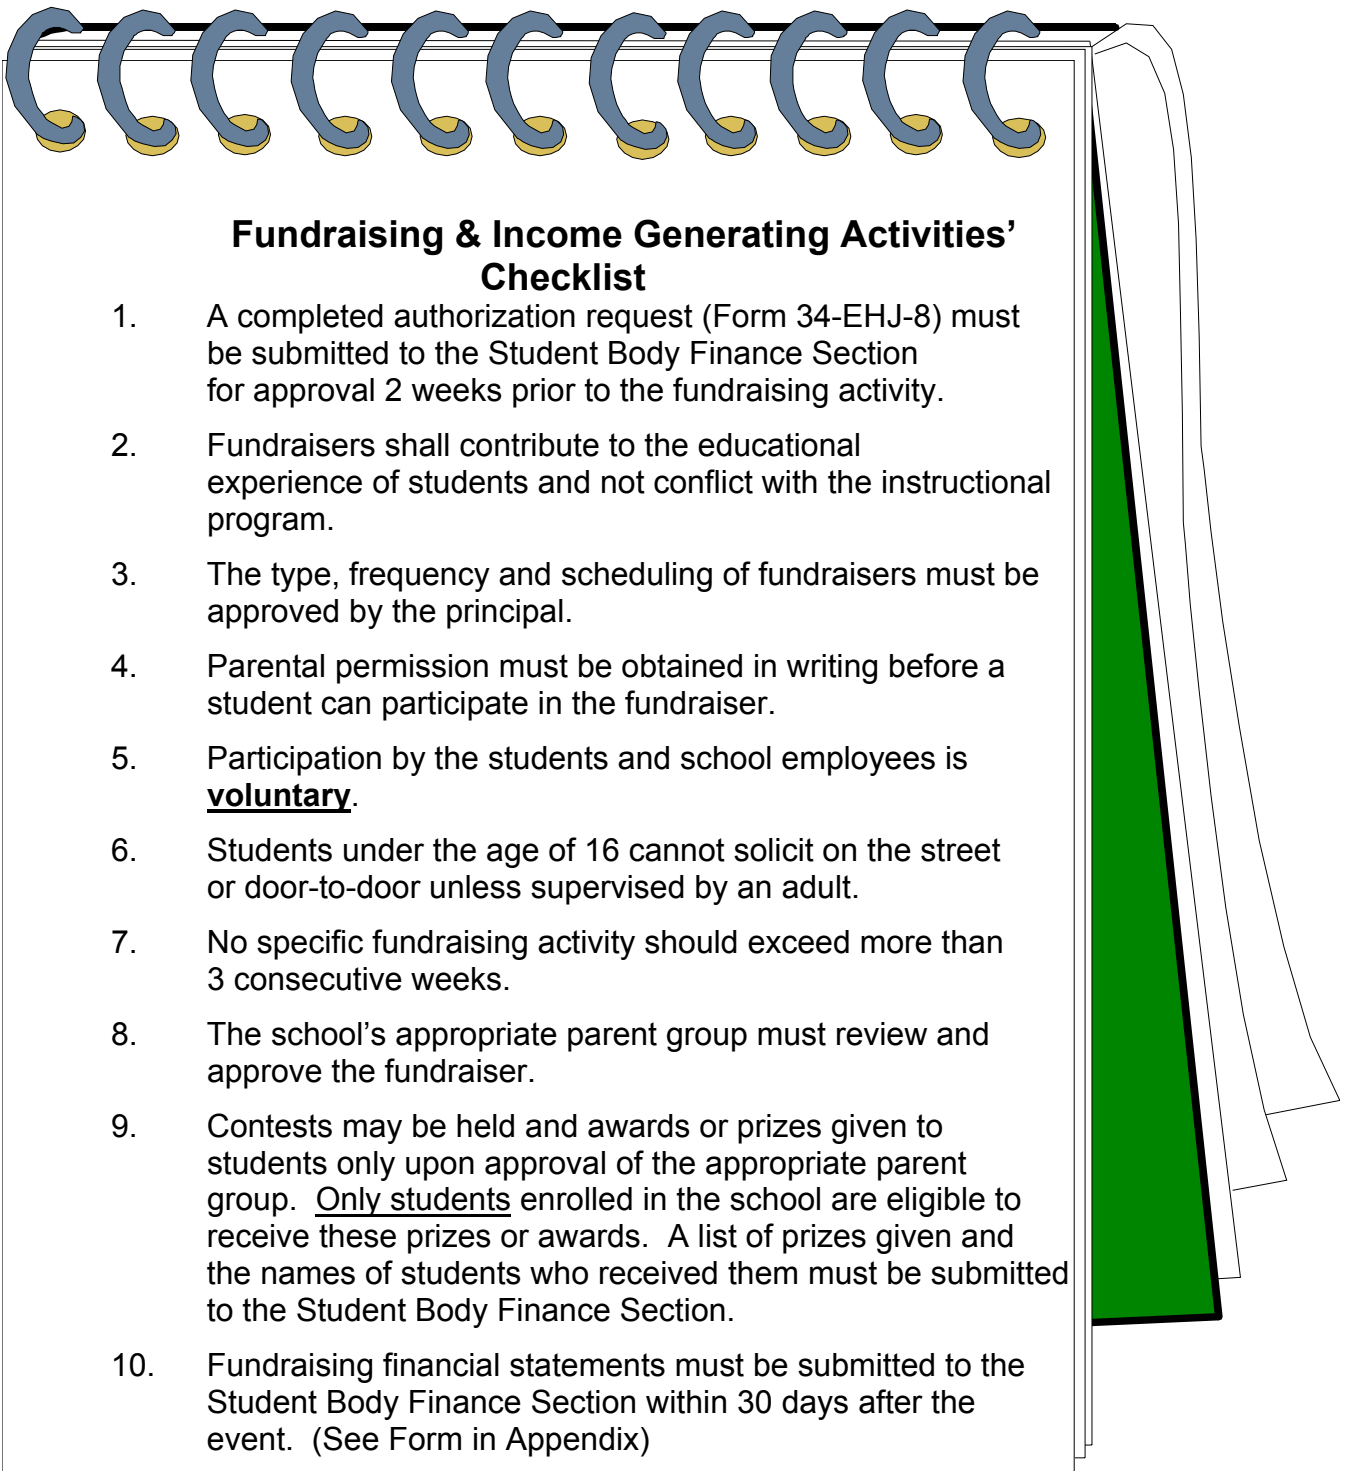 Fundraising & Income Generating Activities’
Checklist
1. A completed authorization request (Form 34-EHJ-8) must
be submitted to the Student Body Finance Section
for approval 2 weeks prior to the fundraising activity.
2. Fundraisers shall contribute to the educational
experience of students and not conflict with the instructional
program.
3. The type, frequency and scheduling of fundraisers must be
approved by the principal.
4. Parental permission must be obtained in writing before a
student can participate in the fundraiser.
5. Participation by the students and school employees is
voluntary.
6. Students under the age of 16 cannot solicit on the street
or door-to-door unless supervised by an adult.
7. No specific fundraising activity should exceed more than
3 consecutive weeks.
8. The school’s appropriate parent group must review and
approve the fundraiser.
9. Contests may be held and awards or prizes given to
students only upon approval of the appropriate parent
group. Only students enrolled in the school are eligible to
receive these prizes or awards. A list of prizes given and
the names of students who received them must be submitted
to the Student Body Finance Section.
10. Fundraising financial statements must be submitted to the
Student Body Finance Section within 30 days after the
event. (See Form in Appendix)